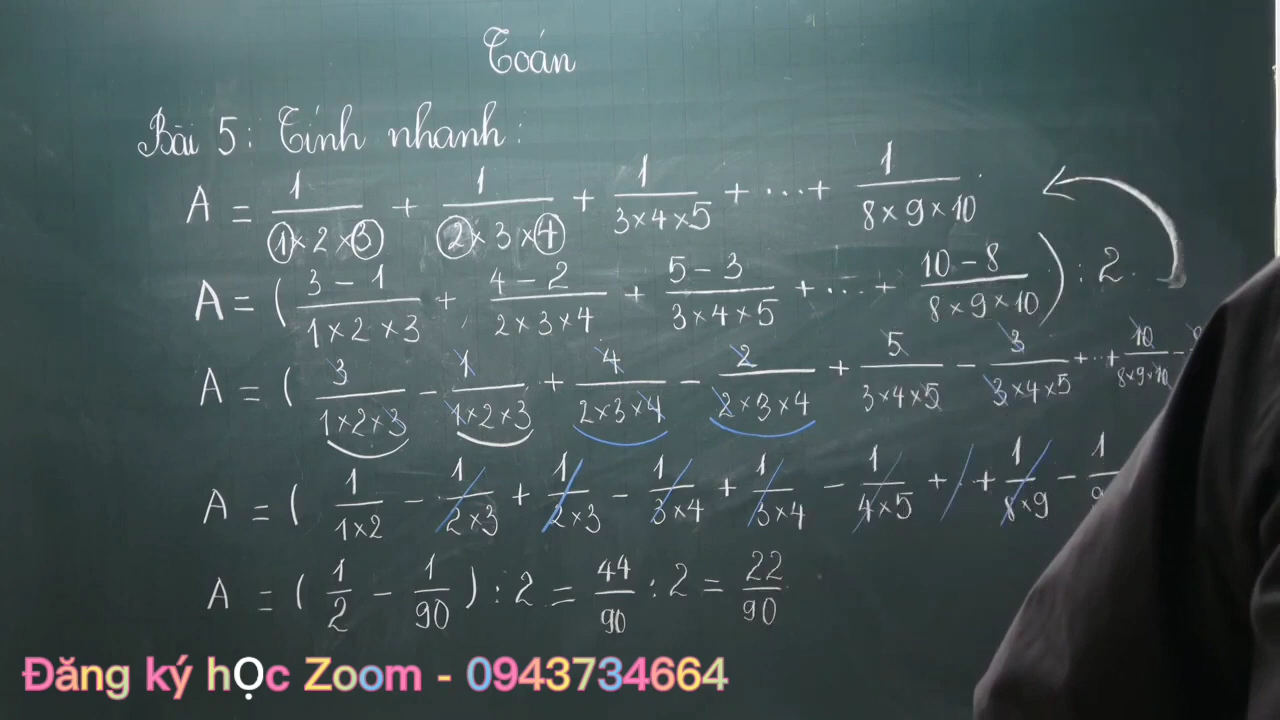 Toán
Bài 5: Tính nhanh:
A = 1/(1×2×3) + 1/(2×3×4) + 1/(3×4×5) + ... + 1/(8×9×10)
A = ( (3-1)/(1×2×3) + (4-2)/(2×3×4) + (5-3)/(3×4×5) + ... + (10-8)/(8×9×10) ) : 2
A = ( 3/(1×2×3) - 1/(1×2×3) + 4/(2×3×4) - 2/(2×3×4) + 5/(3×4×5) - 3/(3×4×5) + ... + 10/(8×9×10) -
A = ( 1/(1×2) - 1/(2×3) + 1/(2×3) - 1/(3×4) + 1/(3×4) - 1/(4×5) + / + 1/(8×9) - 1/9
A = ( 1/2 - 1/90 ) : 2 = 44/90 : 2 = 22/90
Đăng ký hỌc Zoom - 0943734664